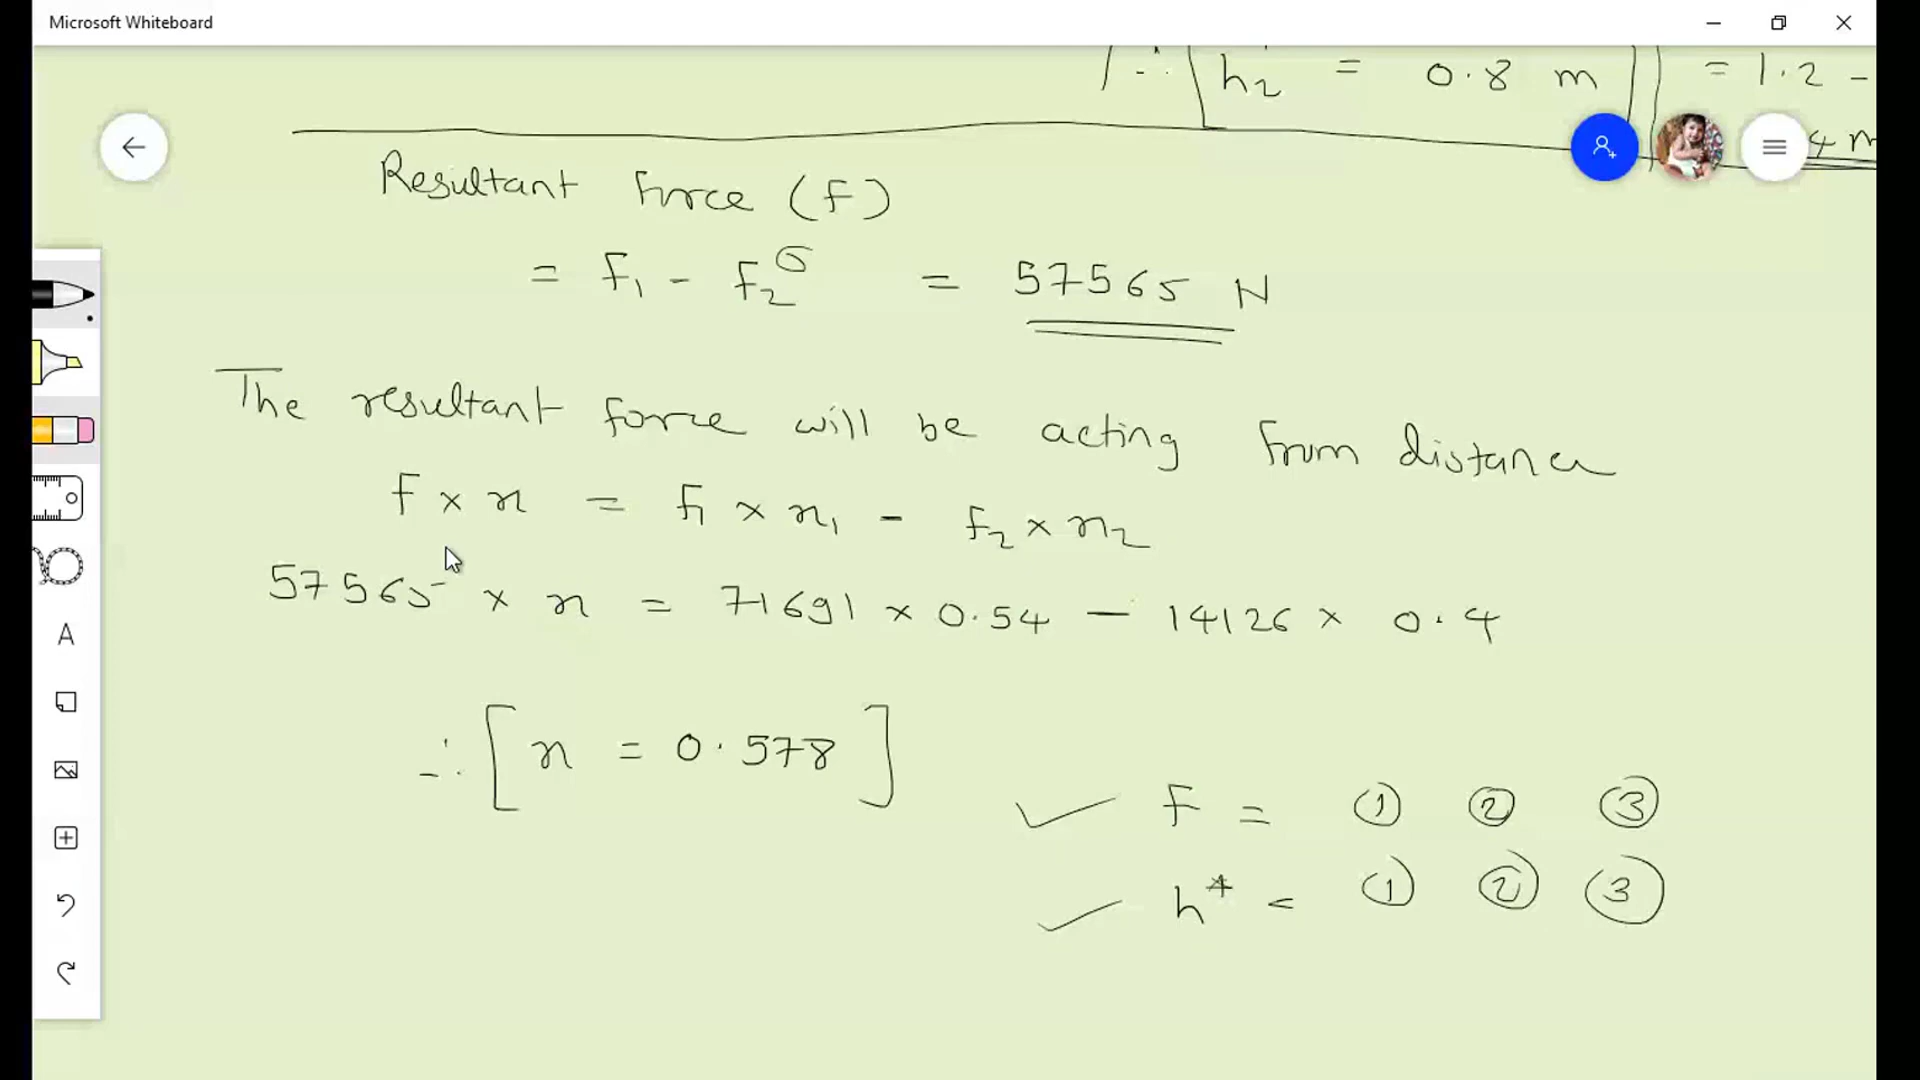 Microsoft Whiteboard
∴ h2 = 0.8 m = 1.2 -
4 m
Resultant Force (F)
= F1 - F2 = 57565 N
The resultant force will be acting from distance
F × x = F1 × x1 - F2 × x2
57565 × x = 71691 × 0.54 - 14126 × 0.4
A
∴ [ x = 0.578 ]
✓ F = ① ② ③
✓ h* = ① ② ③